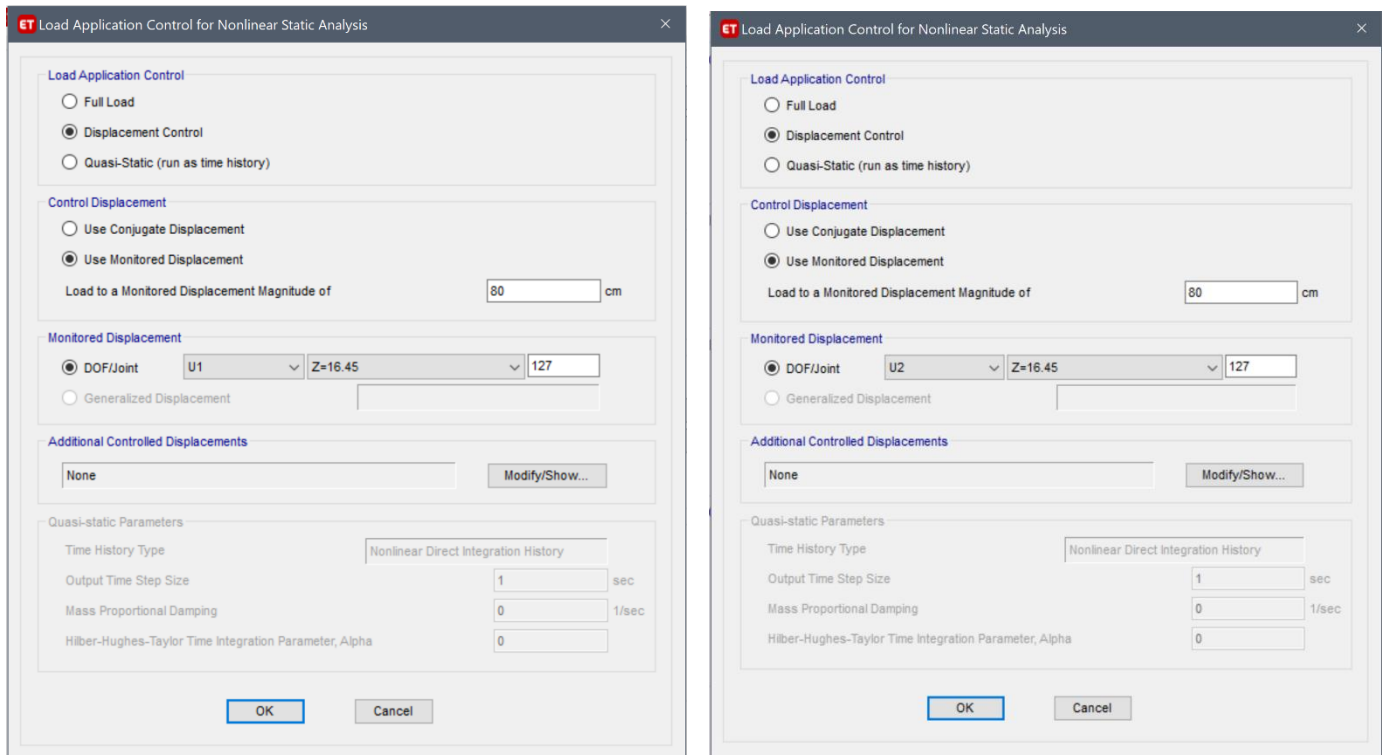 ET Load Application Control for Nonlinear Static Analysis
Load Application Control
Full Load
Displacement Control
Quasi-Static (run as time history)
Control Displacement
Use Conjugate Displacement
Use Monitored Displacement
Load to a Monitored Displacement Magnitude of 80 cm
Monitored Displacement
DOF/Joint U1 Z=16.45 127
Generalized Displacement
Additional Controlled Displacements
None Modify/Show...
Quasi-static Parameters
Time History Type Nonlinear Direct Integration History
Output Time Step Size 1 sec
Mass Proportional Damping 0 1/sec
Hilber-Hughes-Taylor Time Integration Parameter, Alpha 0
OK Cancel
ET Load Application Control for Nonlinear Static Analysis
Load Application Control
Full Load
Displacement Control
Quasi-Static (run as time history)
Control Displacement
Use Conjugate Displacement
Use Monitored Displacement
Load to a Monitored Displacement Magnitude of 80 cm
Monitored Displacement
DOF/Joint U2 Z=16.45 127
Generalized Displacement
Additional Controlled Displacements
None Modify/Show...
Quasi-static Parameters
Time History Type Nonlinear Direct Integration History
Output Time Step Size 1 sec
Mass Proportional Damping 0 1/sec
Hilber-Hughes-Taylor Time Integration Parameter, Alpha 0
OK Cancel